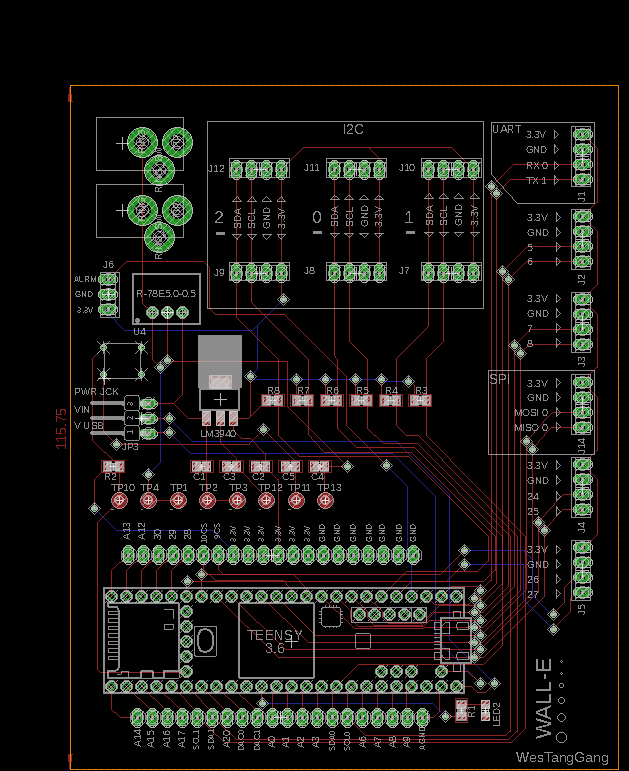 I2C
UART
3.3V
GND
RX 0
TX 1
J1
J12
J11
J10
2
SDA
SCL
GND
3.3V
0
SDA
SCL
GND
3.3V
1
SDA
SCL
GND
3.3V
3.3V
GND
5
6
J2
J6
ALRM
GND
3.3V
J9
J8
J7
R-78E5.0-0.5
U4
3.3V
GND
7
8
J3
SPI
3.3V
GND
MOSI 0
MISO 0
J14
PWR JCK
VIN
V USB
3
2
1
JP3
LM3940
R8
R7
R6
R5
R4
R3
115.75
R2
C1
C3
C2
C5
C4
TP10
TP4
TP1
TP2
TP3
TP12
TP11
TP13
3.3V
GND
24
25
J4
A13
A12
30
29
28
10CS
9CS
3.3V
3.3V
3.3V
3.3V
3.3V
3.3V
GND
GND
GND
GND
GND
GND
GND
3.3V
GND
26
27
J5
TEENSY
3.6
A14
A15
A16
A17
SCL1
SDA1
A20
DAC0
DAC1
A0
A1
A2
A3
SDA0
SCL0
A6
A7
A8
A9
AGND
R1
LED2
WALL-E
WesTangGang